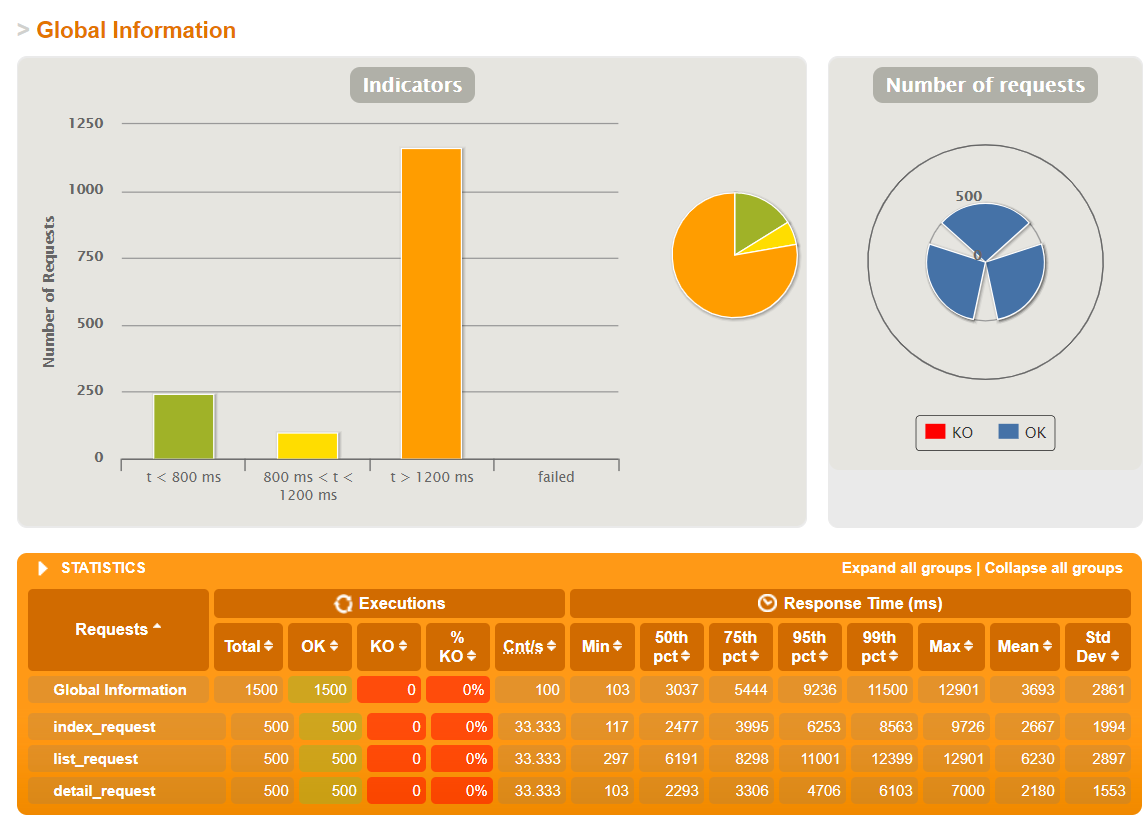 > Global Information
Indicators
Number of Requests
1250
1000
750
500
250
0
t < 800 ms
800 ms < t <
1200 ms
t > 1200 ms
failed
Number of requests
500
0
KO OK
STATISTICS
Expand all groups | Collapse all groups
Requests
Executions
Response Time (ms)
Total OK KO % KO Cnt/s Min 50th pct 75th pct 95th pct 99th pct Max Mean Std Dev
Global Information 1500 1500 0 0% 100 103 3037 5444 9236 11500 12901 3693 2861
index_request 500 500 0 0% 33.333 117 2477 3995 6253 8563 9726 2667 1994
list_request 500 500 0 0% 33.333 297 6191 8298 11001 12399 12901 6230 2897
detail_request 500 500 0 0% 33.333 103 2293 3306 4706 6103 7000 2180 1553